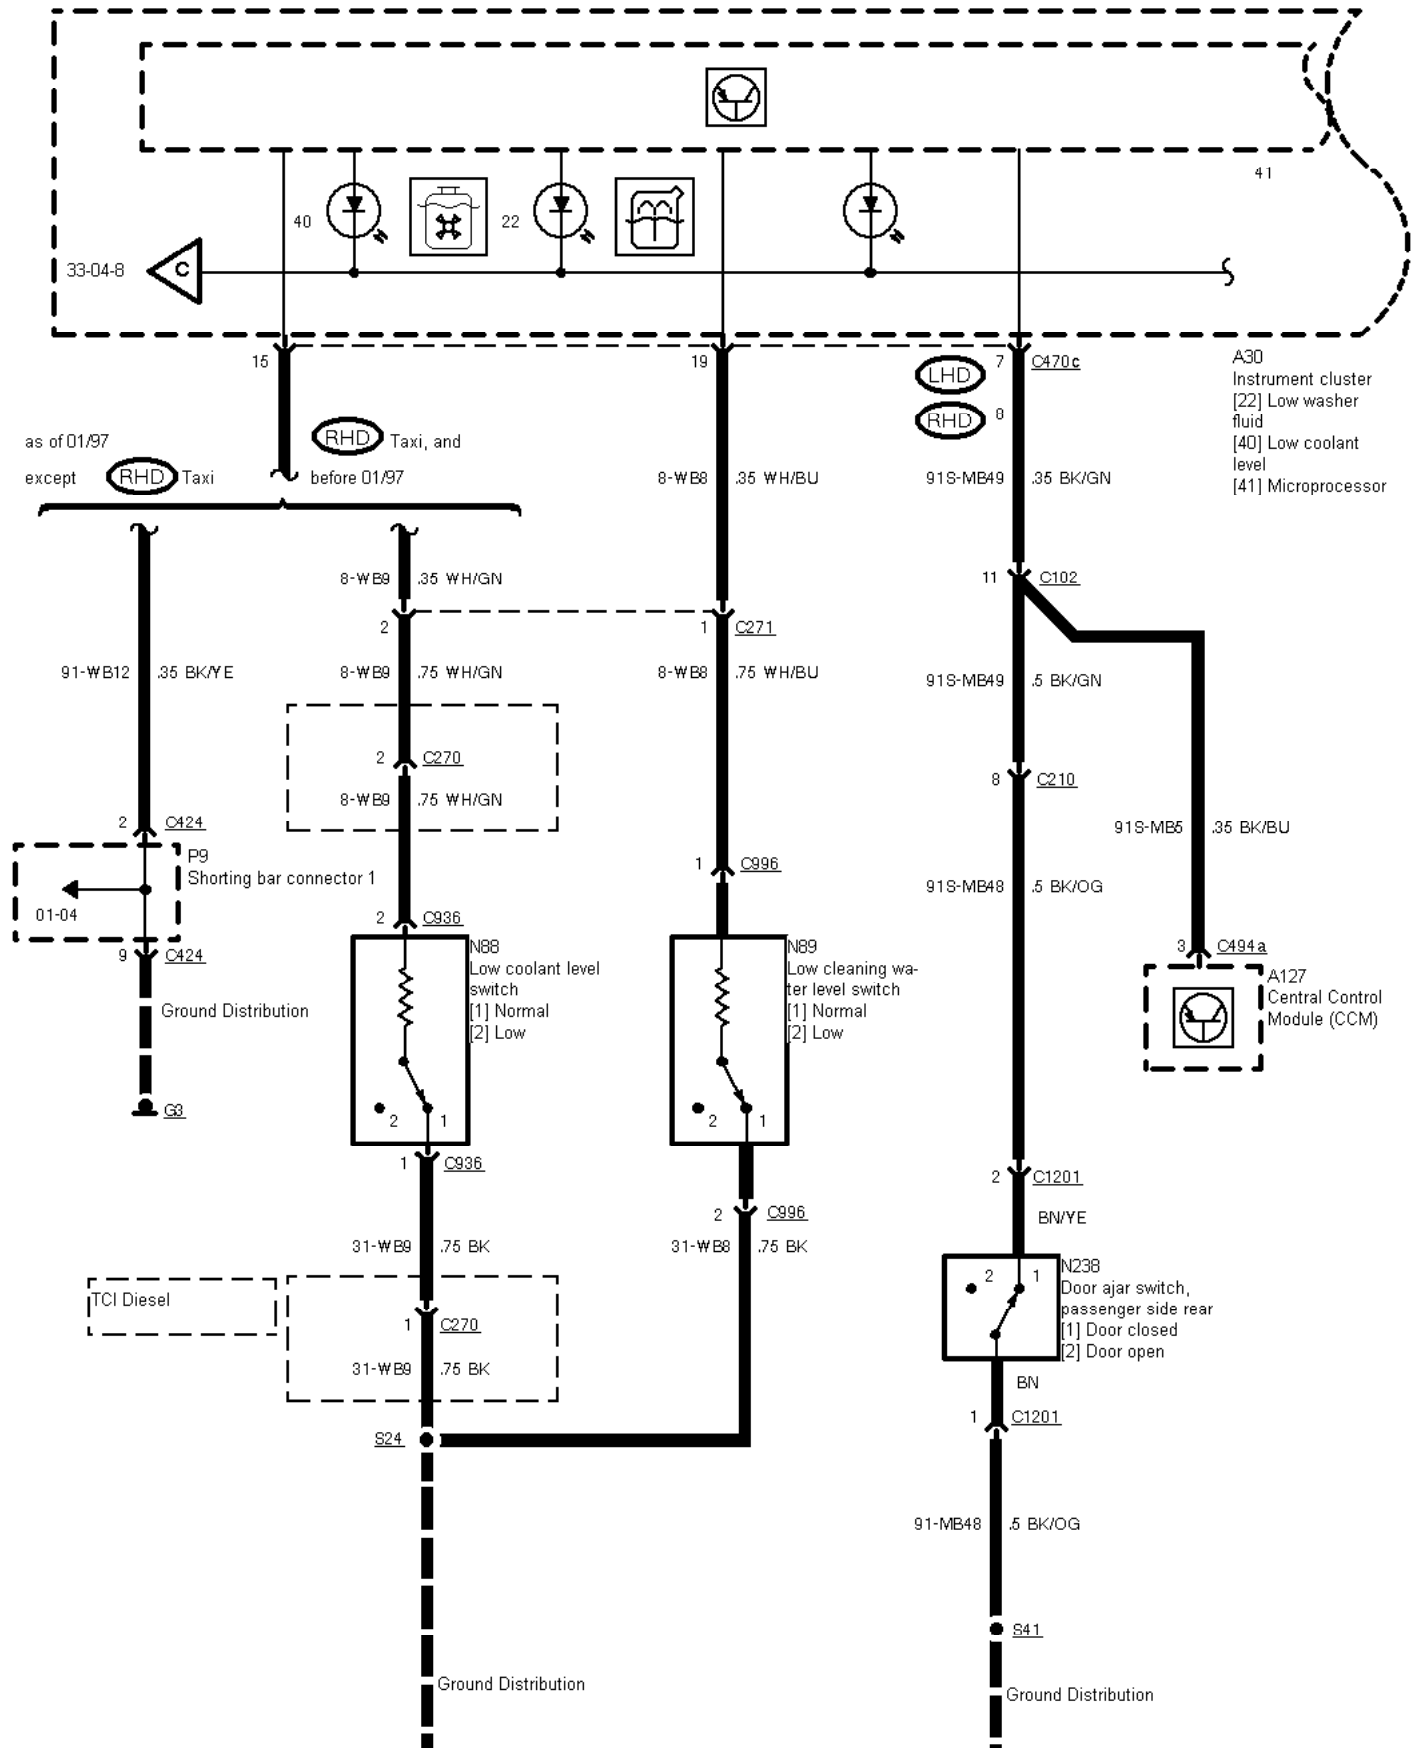 41
40
22
33-04-8
C
15
19
7
C470c
LHD
RHD
8
A30
Instrument cluster
[22] Low washer
fluid
[40] Low coolant
level
[41] Microprocessor
as of 01/97
except RHD Taxi
RHD Taxi, and
before 01/97
8-WB8 .35 WH/BU
91S-MB49 .35 BK/GN
8-WB9 .35 WH/GN
11 C102
2
1 C271
91-WB12 .35 BK/YE
8-WB9 .75 WH/GN
8-WB8 .75 WH/BU
91S-MB49 .5 BK/GN
2 C270
8 C210
8-WB9 .75 WH/GN
2 C424
91S-MB5 .35 BK/BU
P9
Shorting bar connector 1
01-04
1 C996
91S-MB48 .5 BK/OG
2 C936
9 C424
N88
Low coolant level
switch
[1] Normal
[2] Low
N89
Low cleaning wa-
ter level switch
[1] Normal
[2] Low
3 C494a
A127
Central Control
Module (CCM)
Ground Distribution
G3
2 1
2 1
1 C936
2 C1201
2 C996
BN/YE
31-WB9 .75 BK
31-WB8 .75 BK
TCI Diesel
2 1
N238
Door ajar switch,
passenger side rear
[1] Door closed
[2] Door open
1 C270
31-WB9 .75 BK
BN
1 C1201
S24
91-MB48 .5 BK/OG
S41
Ground Distribution
Ground Distribution